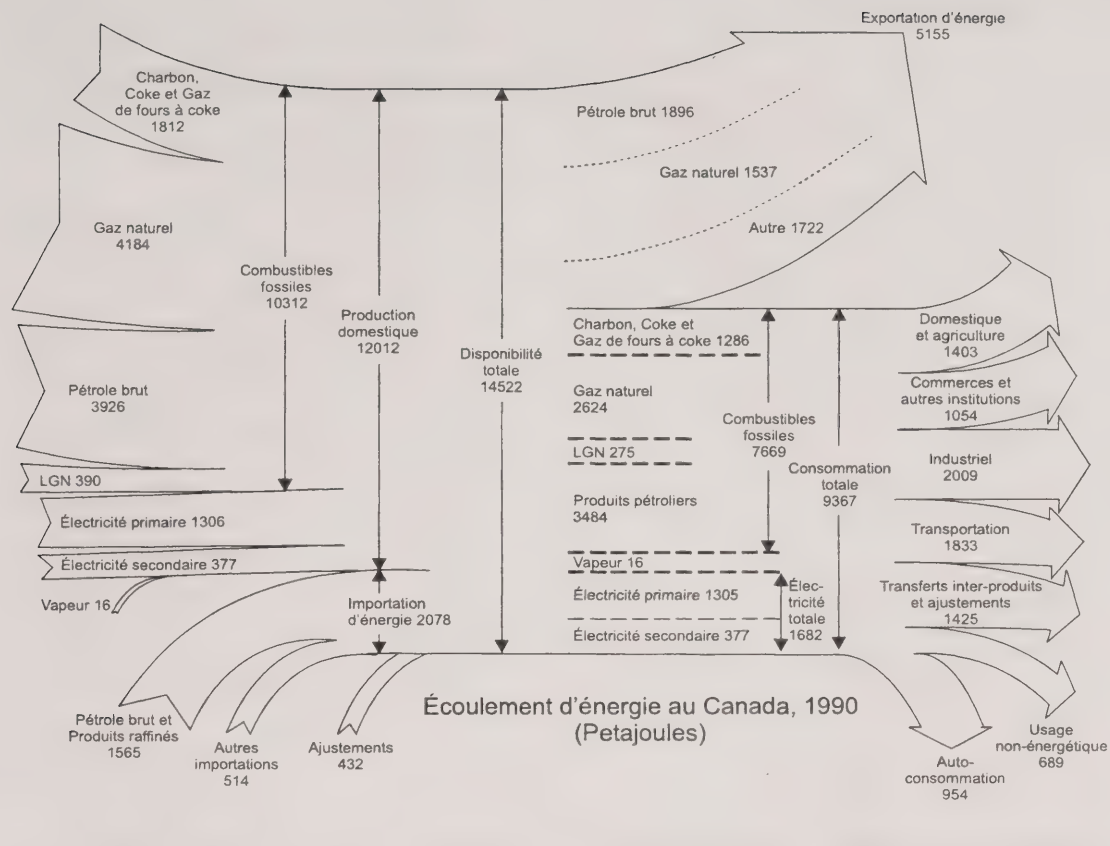 Exportation d'énergie
5155
Charbon,
Coke et Gaz
de fours à coke
1812
Gaz naturel
4184
Pétrole brut
3926
LGN 390
Électricité primaire 1306
Électricité secondaire 377
Vapeur 16
Pétrole brut et
Produits raffinés
1565
Autres
importations
514
Ajustements
432
Combustibles
fossiles
10312
Production
domestique
12012
Importation
d'énergie 2078
Disponibilité
totale
14522
Pétrole brut 1896
Gaz naturel 1537
Autre 1722
Charbon, Coke et
Gaz de fours à coke 1286
Gaz naturel
2624
LGN 275
Produits pétroliers
3484
Vapeur 16
Électricité primaire 1305
Électricité secondaire 377
Combustibles
fossiles
7669
Élec-
tricité
totale
1682
Consommation
totale
9367
Domestique
et agriculture
1403
Commerces et
autres institutions
1054
Industriel
2009
Transportation
1833
Transferts inter-produits
et ajustements
1425
Usage
non-énergétique
689
Auto-
consommation
954
Écoulement d'énergie au Canada, 1990
(Petajoules)